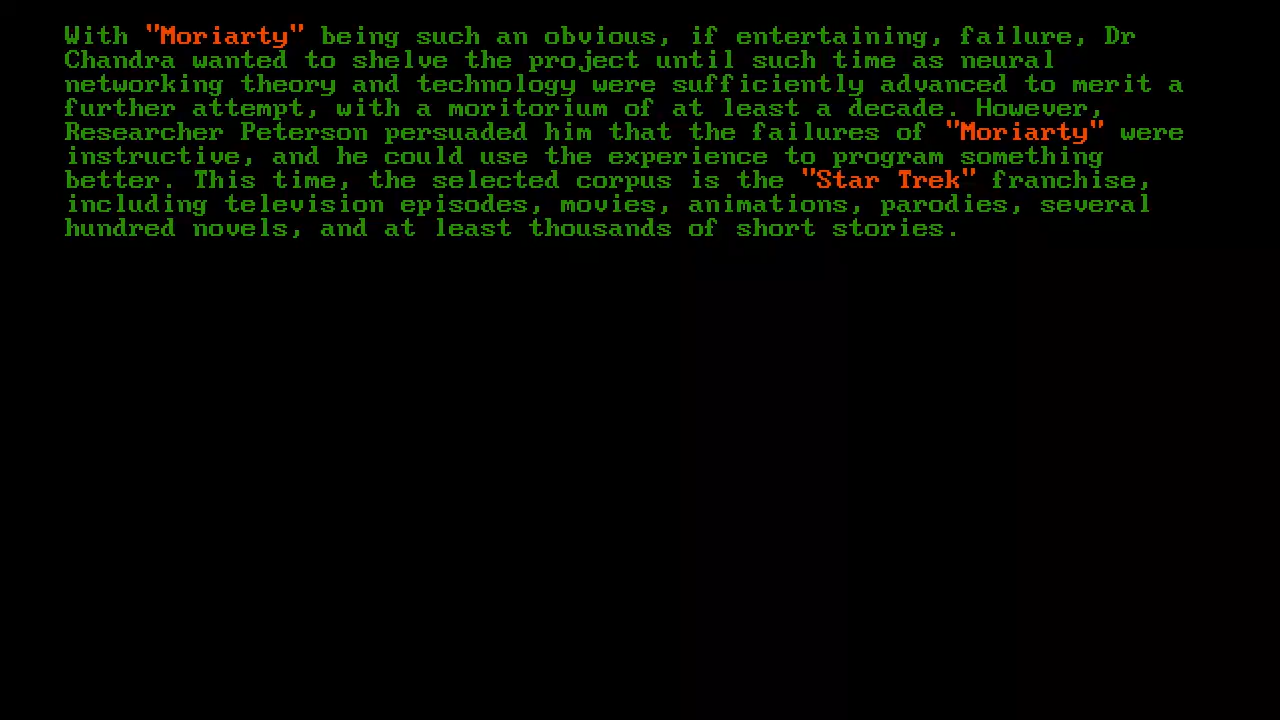 With "Moriarty" being such an obvious, if entertaining, failure, Dr
Chandra wanted to shelve the project until such time as neural
networking theory and technology were sufficiently advanced to merit a
further attempt, with a moritorium of at least a decade. However,
Researcher Peterson persuaded him that the failures of "Moriarty" were
instructive, and he could use the experience to program something
better. This time, the selected corpus is the "Star Trek" franchise,
including television episodes, movies, animations, parodies, several
hundred novels, and at least thousands of short stories.